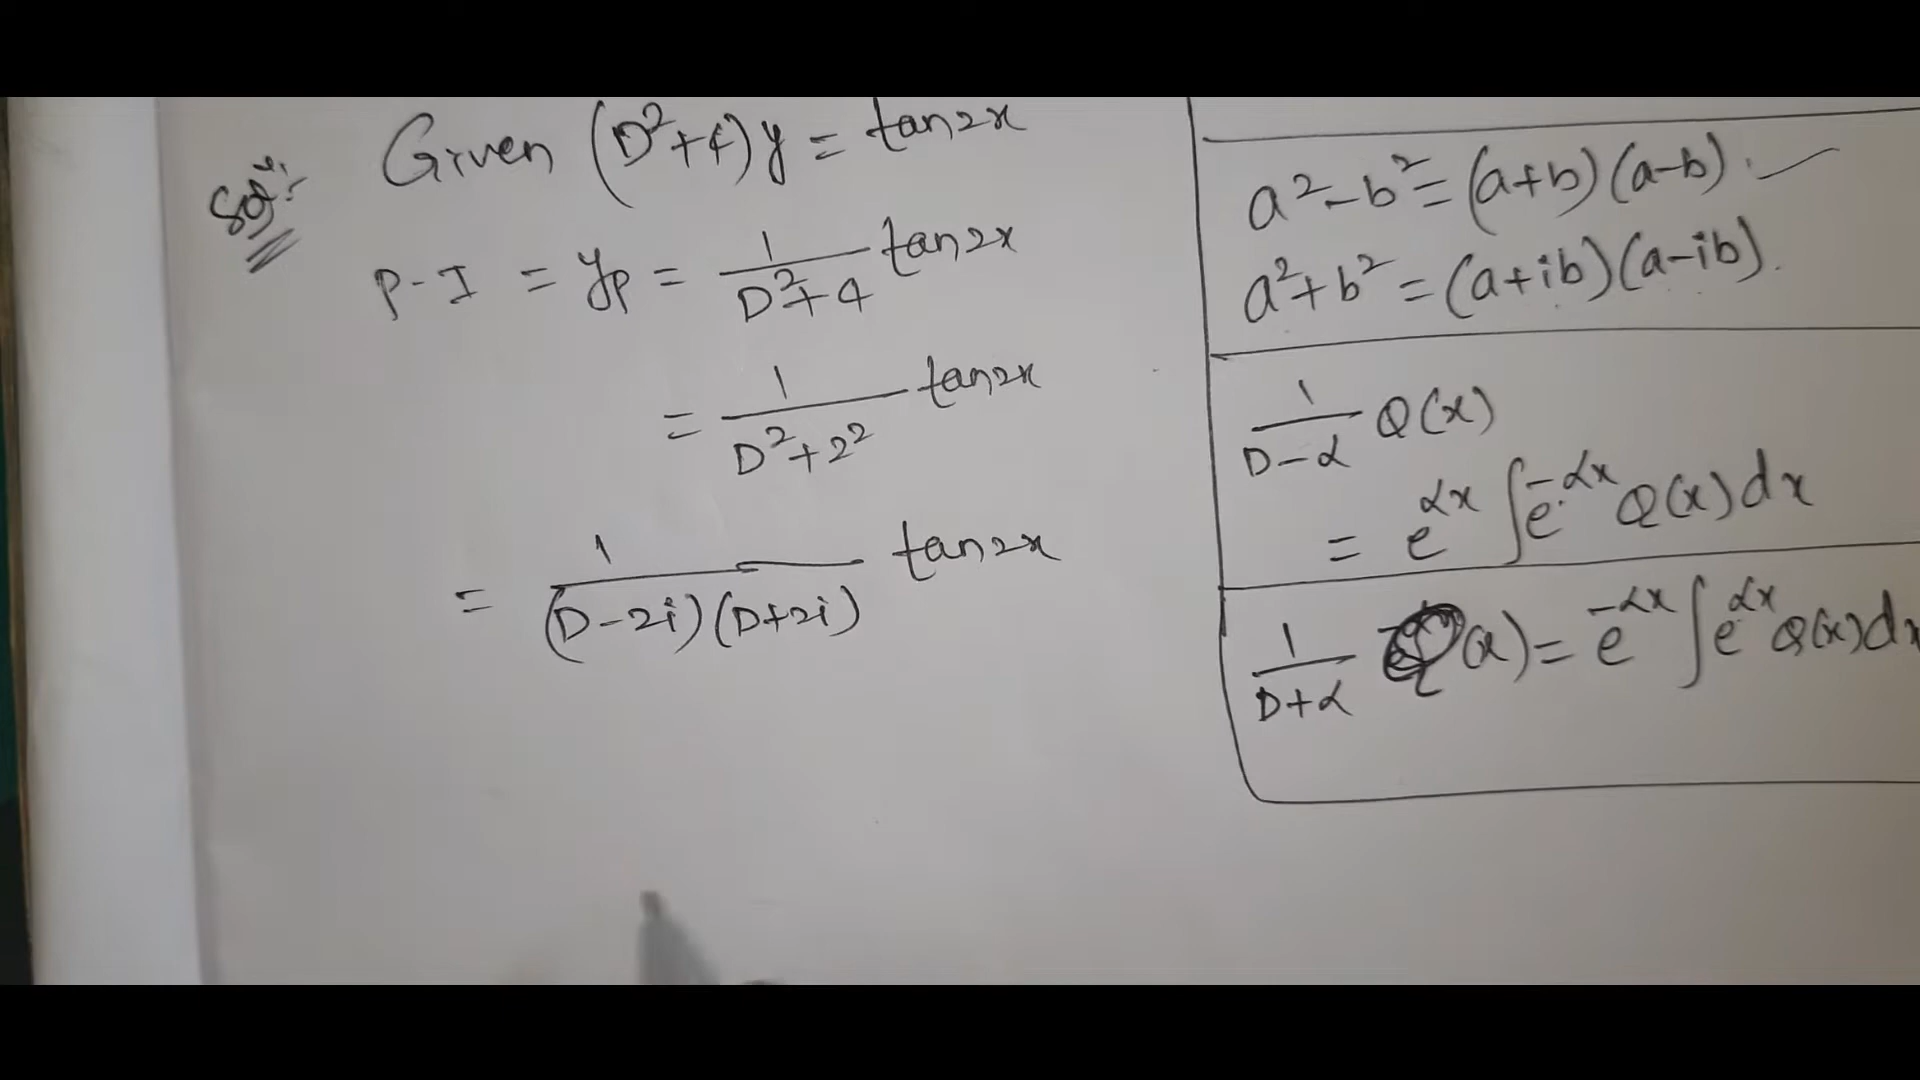 Solⁿ:- Given (D²+4)y = tan2x
P-I = yp = 1/(D²+4) tan2x
= 1/(D²+2²) tan2x
= 1/((D-2i)(D+2i)) tan2x
a²-b² = (a+b)(a-b).
a²+b² = (a+ib)(a-ib).
1/(D-α) Q(x)
= e^(αx) ∫e^(-αx) Q(x)dx
1/(D+α) Q(x) = e^(-αx) ∫e^(αx) Q(x)dx